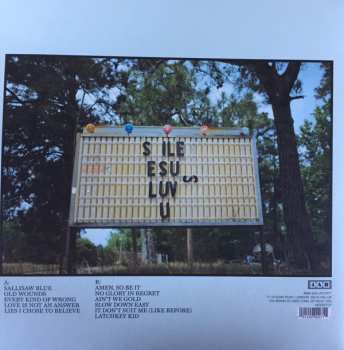 S ILE
ESU
LUV S
U
A:
SALLISAW BLUE
OLD WOUNDS
EVERY KIND OF WRONG
LOVE IS NOT AN ANSWER
LIES I CHOSE TO BELIEVE
B:
AMEN, SO BE IT
NO GLORY IN REGRET
AIN'T WE GOLD
SLOW DOWN EASY
IT DON'T SUIT ME (LIKE BEFORE)
LATCHKEY KID